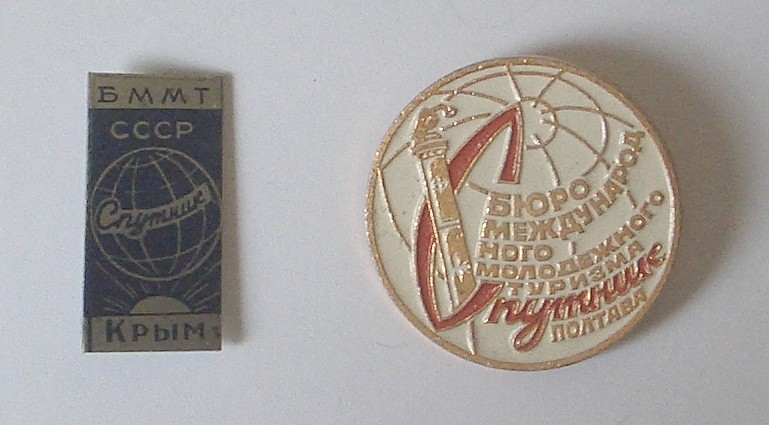 БММТ
СССР
Спутник
Крым
БЮРО
МЕЖДУНАРОД
НОГО
МОЛОДЕЖНОГО
ТУРИЗМА
Спутник
ПОЛТАВА